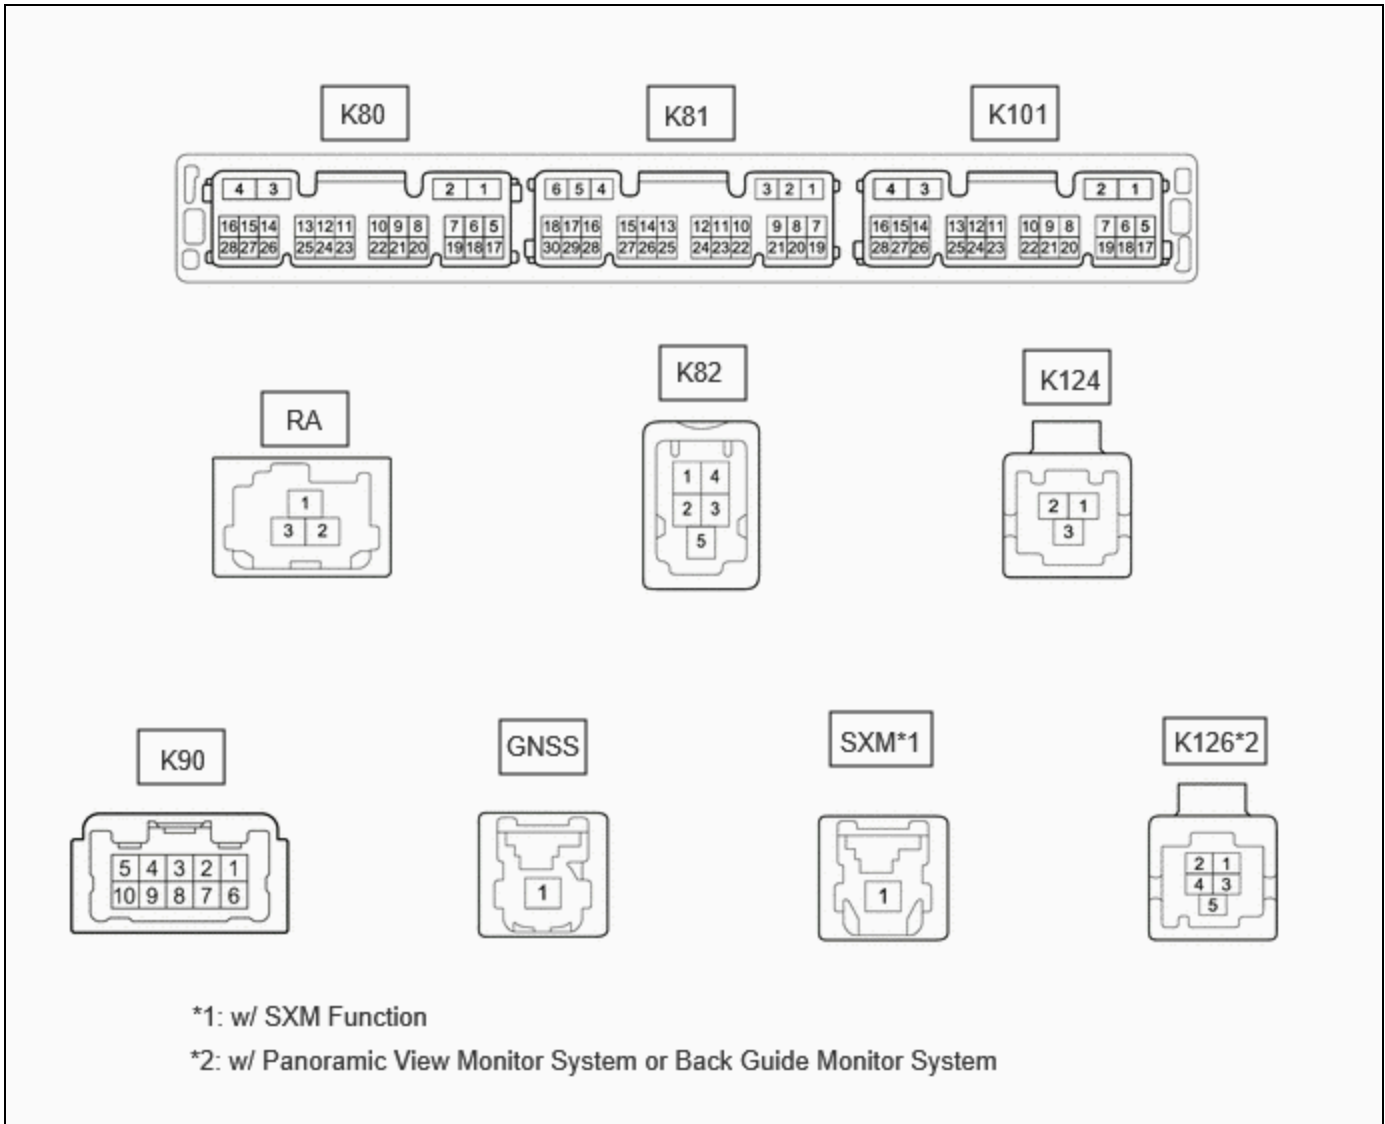 K80 K81 K101
4 3 2 1 6 5 4 3 2 1 4 3 2 1
16 15 14 13 12 11 10 9 8 7 6 5 18 17 16 15 14 13 12 11 10 9 8 7 16 15 14 13 12 11 10 9 8 7 6 5
28 27 26 25 24 23 22 21 20 19 18 17 30 29 28 27 26 25 24 23 22 21 20 19 28 27 26 25 24 23 22 21 20 19 18 17
RA
1
3 2
K82
1 4
2 3
5
K124
2 1
3
K90
5 4 3 2 1
10 9 8 7 6
GNSS
1
SXM*1
1
K126*2
2 1
4 3
5
*1: w/ SXM Function
*2: w/ Panoramic View Monitor System or Back Guide Monitor System